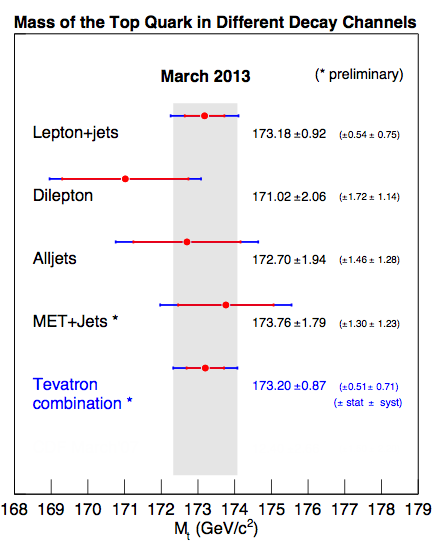 Mass of the Top Quark in Different Decay Channels
March 2013 (* preliminary)
Lepton+jets 173.18 ±0.92 (±0.54 ± 0.75)
Dilepton 171.02 ±2.06 (±1.72 ± 1.14)
Alljets 172.70 ±1.94 (±1.46 ± 1.28)
MET+Jets * 173.76 ±1.79 (±1.30 ± 1.23)
Tevatron 173.20 ±0.87 (±0.51 ± 0.71)
combination * (± stat ± syst)
168 169 170 171 172 173 174 175 176 177 178 179
Mt (GeV/c²)